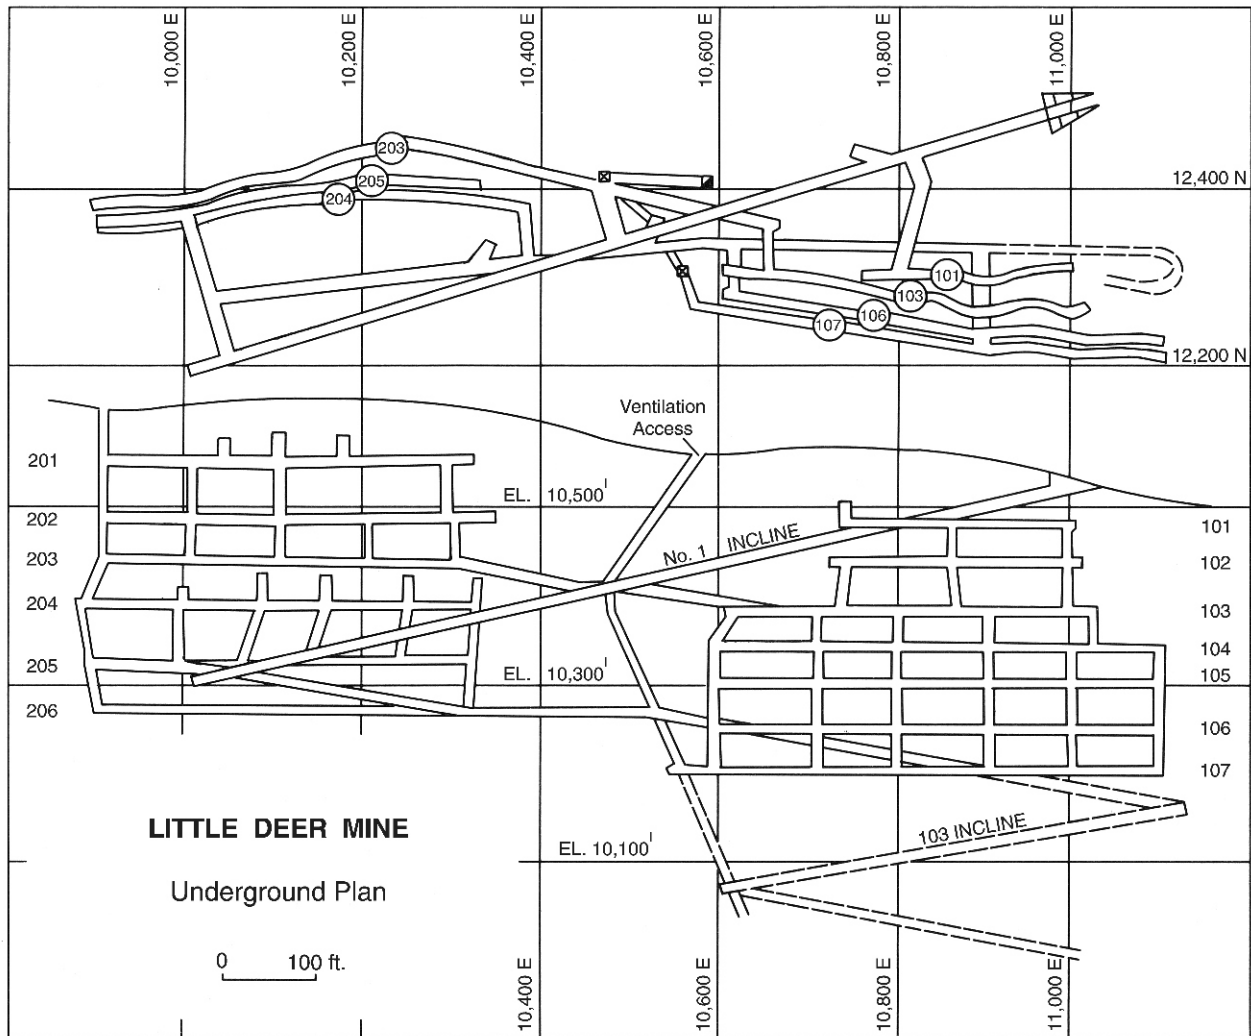 10,000 E
10,200 E
10,400 E
10,600 E
10,800 E
11,000 E
203
205
204
12,400 N
101
103
106
107
12,200 N
Ventilation
Access
201
EL. 10,500'
202
101
No. 1 INCLINE
203
102
204
103
104
205
EL. 10,300'
105
206
106
107
LITTLE DEER MINE
103 INCLINE
EL. 10,100'
Underground Plan
0 100 ft.
10,400 E
10,600 E
10,800 E
11,000 E